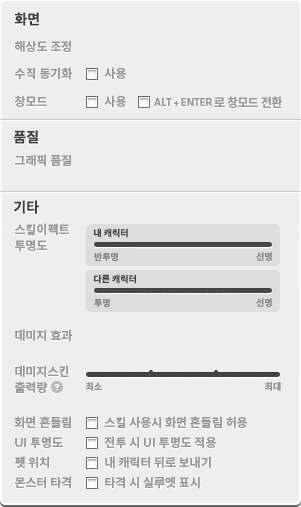 화면
해상도 조정
수직 동기화 사용
창모드 사용 ALT+ENTER로 창모드 전환
품질
그래픽 품질
기타
스킬이펙트
투명도
내 캐릭터
반투명 선명
다른 캐릭터
투명 선명
데미지 효과
데미지스킨
출력량 ?
최소 최대
화면 흔들림 스킬 사용시 화면 흔들림 허용
UI 투명도 전투 시 UI 투명도 적용
펫 위치 내 캐릭터 뒤로 보내기
몬스터 타격 타격 시 실루엣 표시